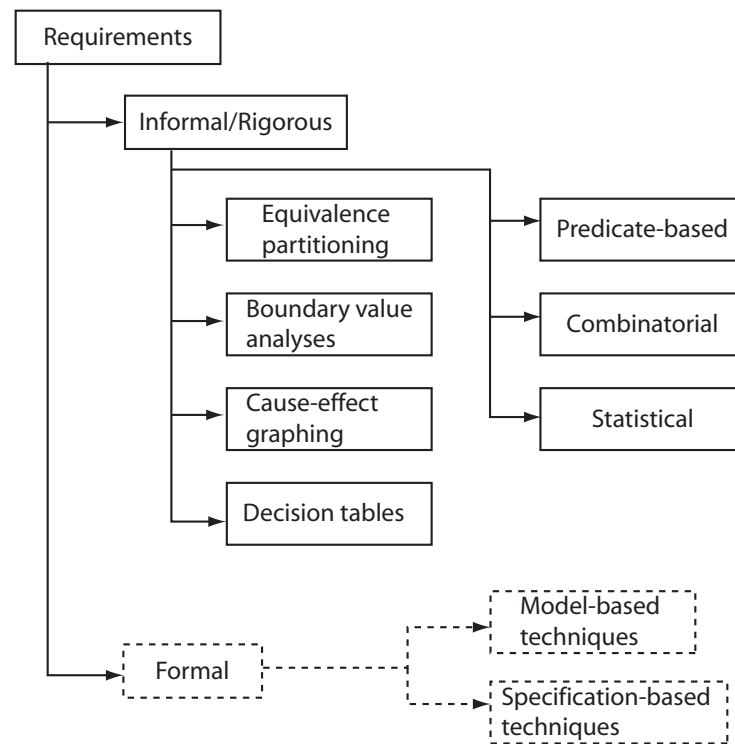 Requirements
Informal/Rigorous
Equivalence
partitioning
Predicate-based
Boundary value
analyses
Combinatorial
Cause-effect
graphing
Statistical
Decision tables
Model-based
techniques
Formal
Specification-based
techniques